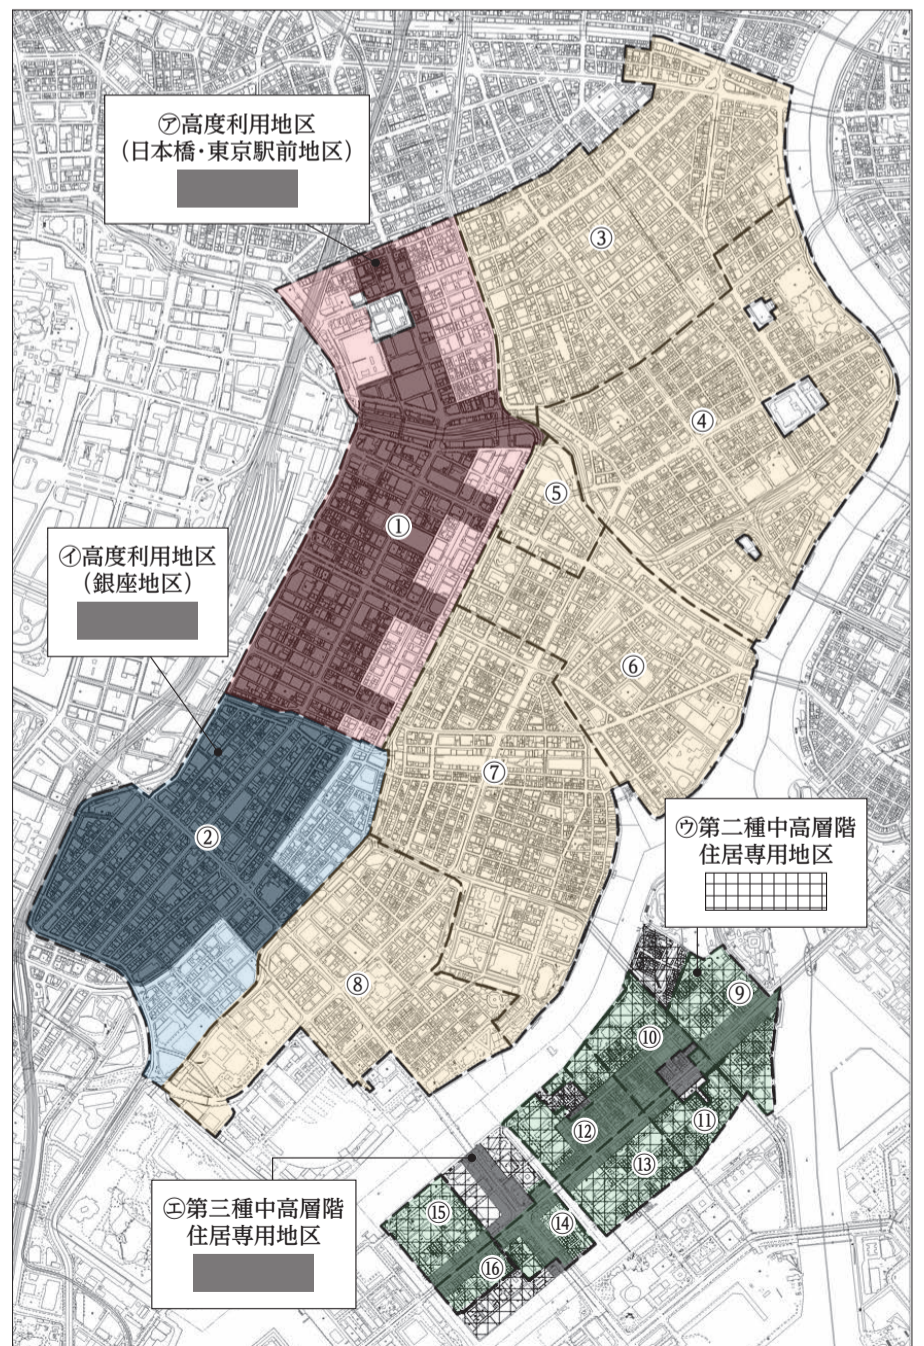 ㋐高度利用地区
（日本橋・東京駅前地区）
③
④
⑤
①
㋑高度利用地区
（銀座地区）
⑥
⑦
②
㋒第二種中高層階
住居専用地区
⑧
⑨
⑩
⑪
⑫
⑬
㋓第三種中高層階
住居専用地区
⑮
⑭
⑯